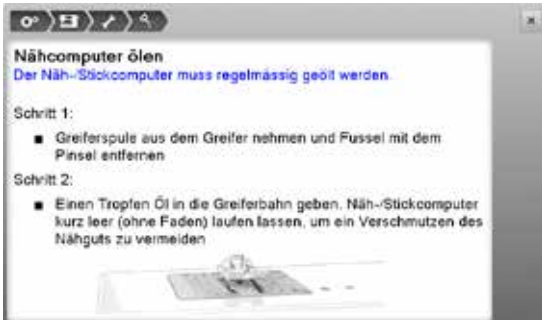 Nähcomputer ölen
Der Näh-/Stickcomputer muss regelmässig geölt werden.
Schritt 1:
■ Greiferspule aus dem Greifer nehmen und Fussel mit dem
Pinsel entfernen
Schritt 2:
■ Einen Tropfen Öl in die Greiferbahn geben. Näh-/Stickcomputer
kurz leer (ohne Faden) laufen lassen, um ein Verschmutzen des
Nähguts zu vermeiden